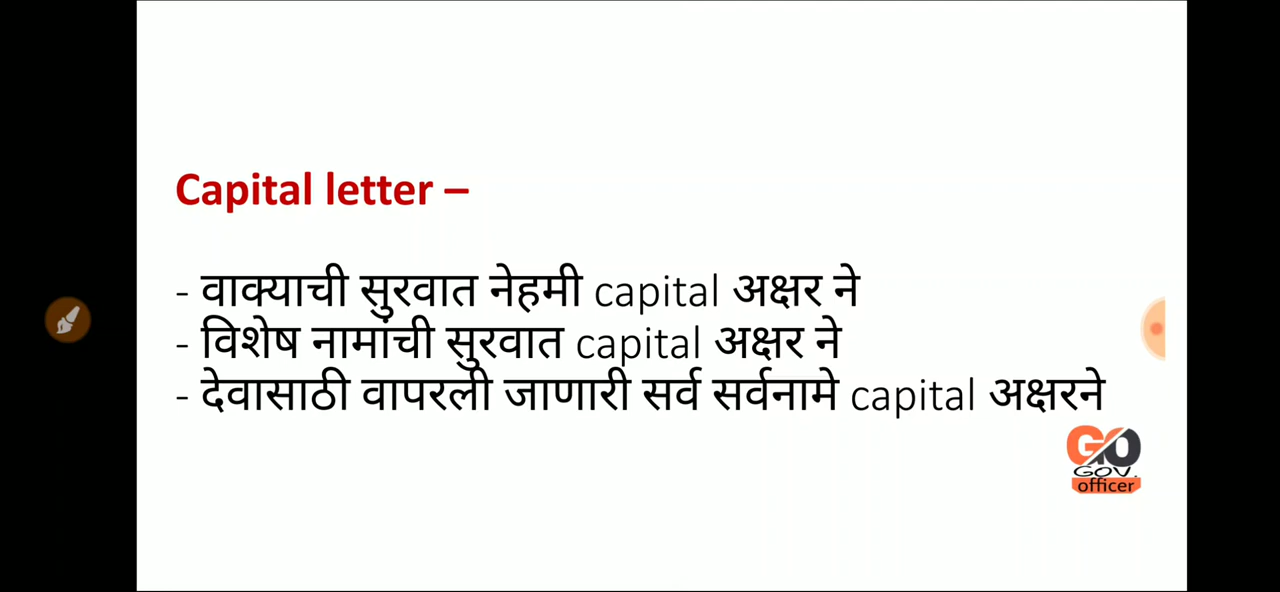 Capital letter –
- वाक्याची सुरवात नेहमी capital अक्षर ने
- विशेष नामांची सुरवात capital अक्षर ने
- देवासाठी वापरली जाणारी सर्व सर्वनामे capital अक्षरने
GO
GOV.
officer